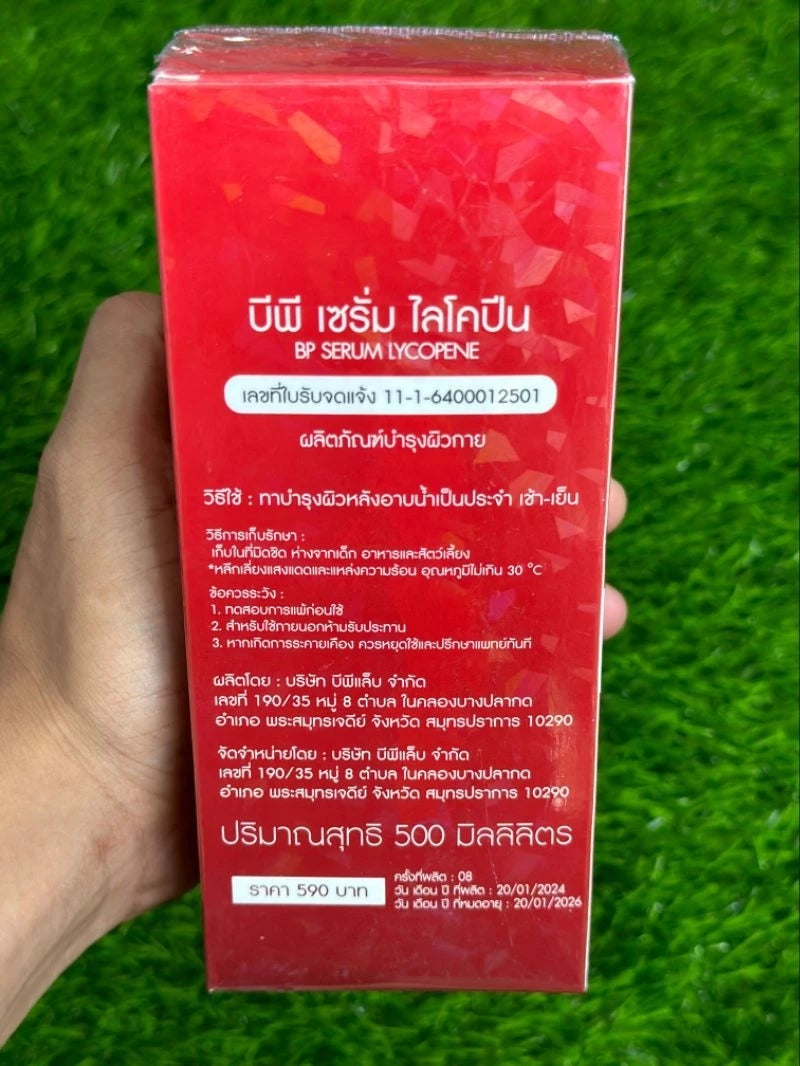 บีพี เซรั่ม ไลโคปีน
BP SERUM LYCOPENE
เลขที่ใบรับจดแจ้ง 11-1-6400012501
ผลิตภัณฑ์บำรุงผิวกาย
วิธีใช้ : ทาบำรุงผิวหลังอาบน้ำเป็นประจำ เช้า-เย็น
วิธีการเก็บรักษา :
เก็บในที่มิดชิด ห่างจากเด็ก อาหารและสัตว์เลี้ยง
*หลีกเลี่ยงแสงแดดและแหล่งความร้อน อุณหภูมิไม่เกิน 30 °C
ข้อควรระวัง :
1. ทดสอบการแพ้ก่อนใช้
2. สำหรับใช้ภายนอกห้ามรับประทาน
3. หากเกิดการระคายเคือง ควรหยุดใช้และปรึกษาแพทย์ทันที
ผลิตโดย : บริษัท บีพีแล็บ จำกัด
เลขที่ 190/35 หมู่ 8 ตำบล ในคลองบางปลากด
อำเภอ พระสมุทรเจดีย์ จังหวัด สมุทรปราการ 10290
จัดจำหน่ายโดย : บริษัท บีพีแล็บ จำกัด
เลขที่ 190/35 หมู่ 8 ตำบล ในคลองบางปลากด
อำเภอ พระสมุทรเจดีย์ จังหวัด สมุทรปราการ 10290
ปริมาณสุทธิ 500 มิลลิลิตร
ราคา 590 บาท
ครั้งที่ผลิต : 08
วัน เดือน ปี ที่ผลิต : 20/01/2024
วัน เดือน ปี ที่หมดอายุ : 20/01/2026